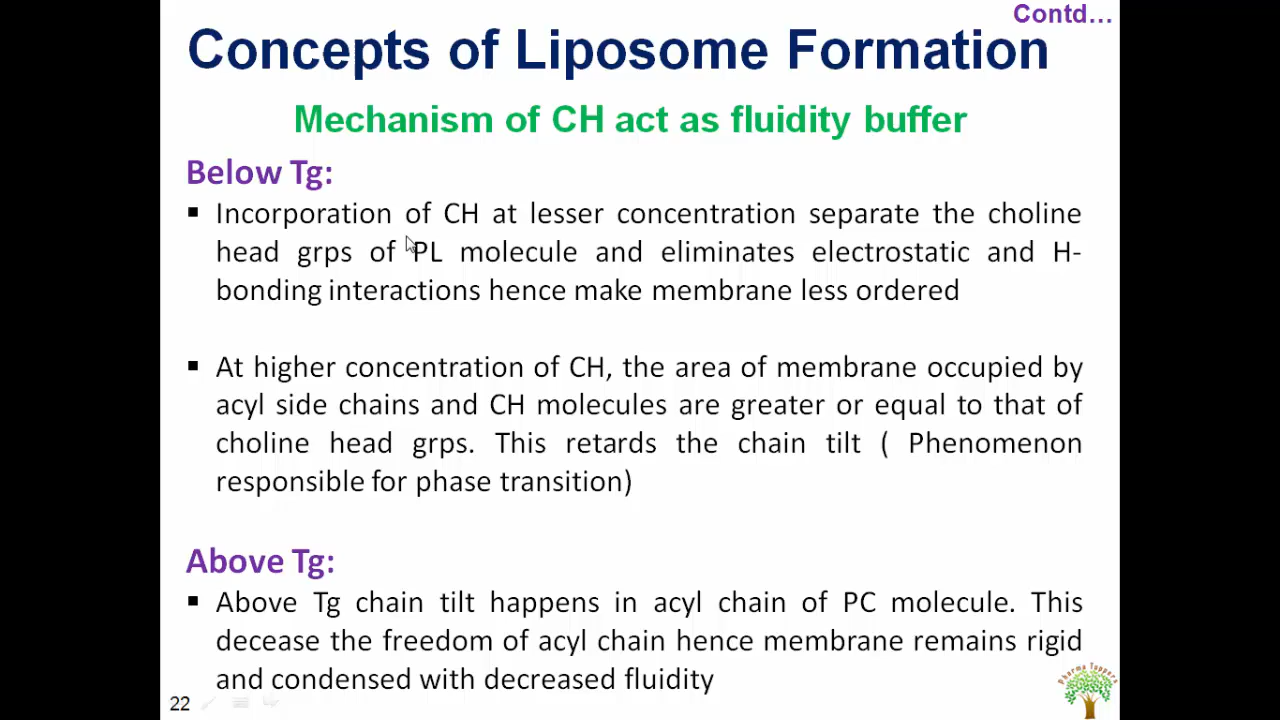 Contd...
Concepts of Liposome Formation
Mechanism of CH act as fluidity buffer
Below Tg:
▪ Incorporation of CH at lesser concentration separate the choline
head grps of PL molecule and eliminates electrostatic and H-
bonding interactions hence make membrane less ordered
▪ At higher concentration of CH, the area of membrane occupied by
acyl side chains and CH molecules are greater or equal to that of
choline head grps. This retards the chain tilt ( Phenomenon
responsible for phase transition)
Above Tg:
▪ Above Tg chain tilt happens in acyl chain of PC molecule. This
decease the freedom of acyl chain hence membrane remains rigid
and condensed with decreased fluidity
22
Pharma Toppers